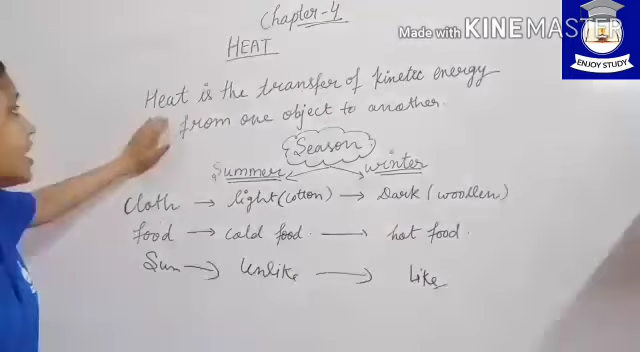 Chapter-4
HEAT
Made with KINEMASTER
ENJOY STUDY
Heat is the transfer of kinetic energy
from one object to another.
Season
Summer winter
cloth → light (cotton) → Dark (woollen)
food → cold food. → hot food.
Sun → Unlike → Like